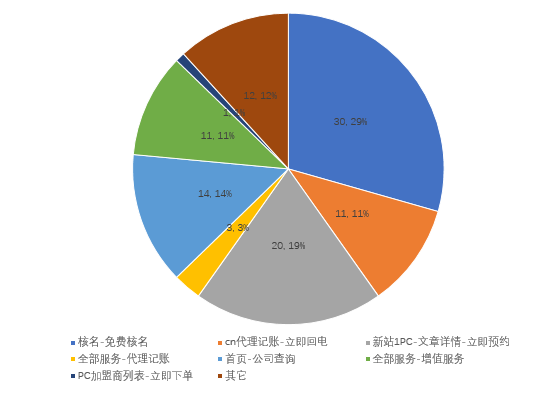 12, 12%
30, 29%
1, 1%
11, 11%
14, 14%
11, 11%
3, 3%
20, 19%
核名-免费核名
cn代理记账-立即回电
新站1PC-文章详情-立即预约
全部服务-代理记账
首页-公司查询
全部服务-增值服务
PC加盟商列表-立即下单
其它